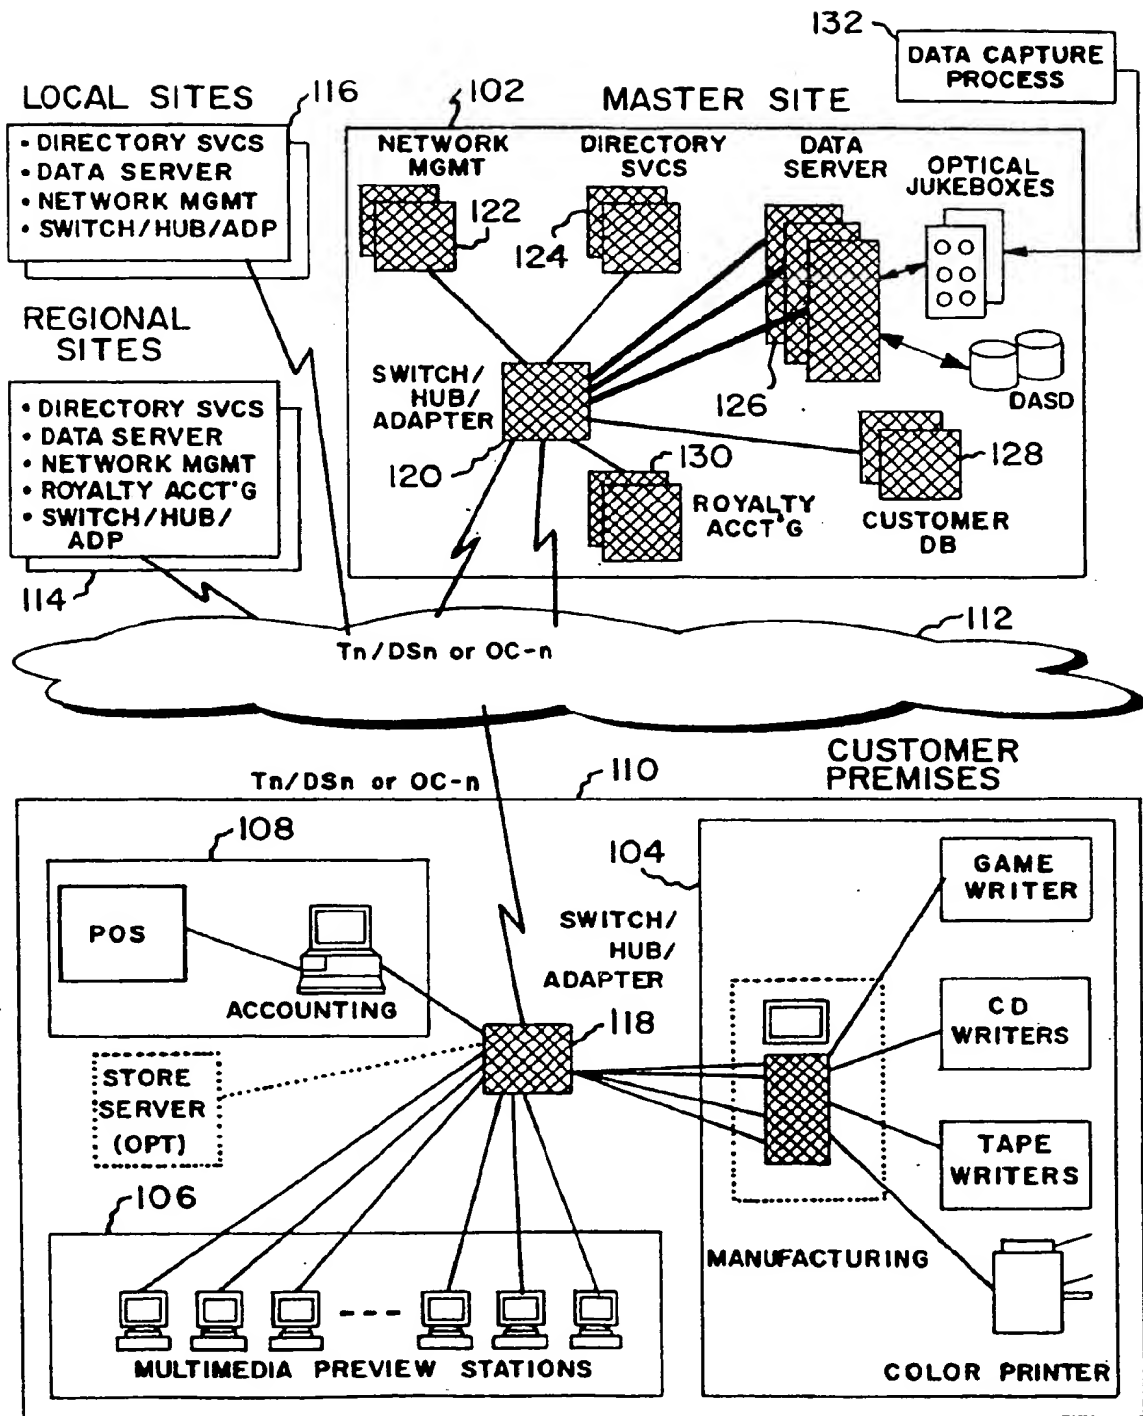 132
DATA CAPTURE
PROCESS
LOCAL SITES
116
• DIRECTORY SVCS
• DATA SERVER
• NETWORK MGMT
• SWITCH/HUB/ADP
102
MASTER SITE
NETWORK
MGMT
122
DIRECTORY
SVCS
124
DATA
SERVER
126
OPTICAL
JUKEBOXES
DASD
REGIONAL
SITES
• DIRECTORY SVCS
• DATA SERVER
• NETWORK MGMT
• ROYALTY ACCT'G
• SWITCH/HUB/
ADP
114
SWITCH/
HUB/
ADAPTER
120
130
ROYALTY
ACCT'G
128
CUSTOMER
DB
112
Tn/DSn or OC-n
Tn/DSn or OC-n
110
CUSTOMER
PREMISES
108
POS
ACCOUNTING
SWITCH/
HUB/
ADAPTER
118
104
GAME
WRITER
CD
WRITERS
TAPE
WRITERS
MANUFACTURING
COLOR PRINTER
STORE
SERVER
(OPT)
106
MULTIMEDIA PREVIEW STATIONS